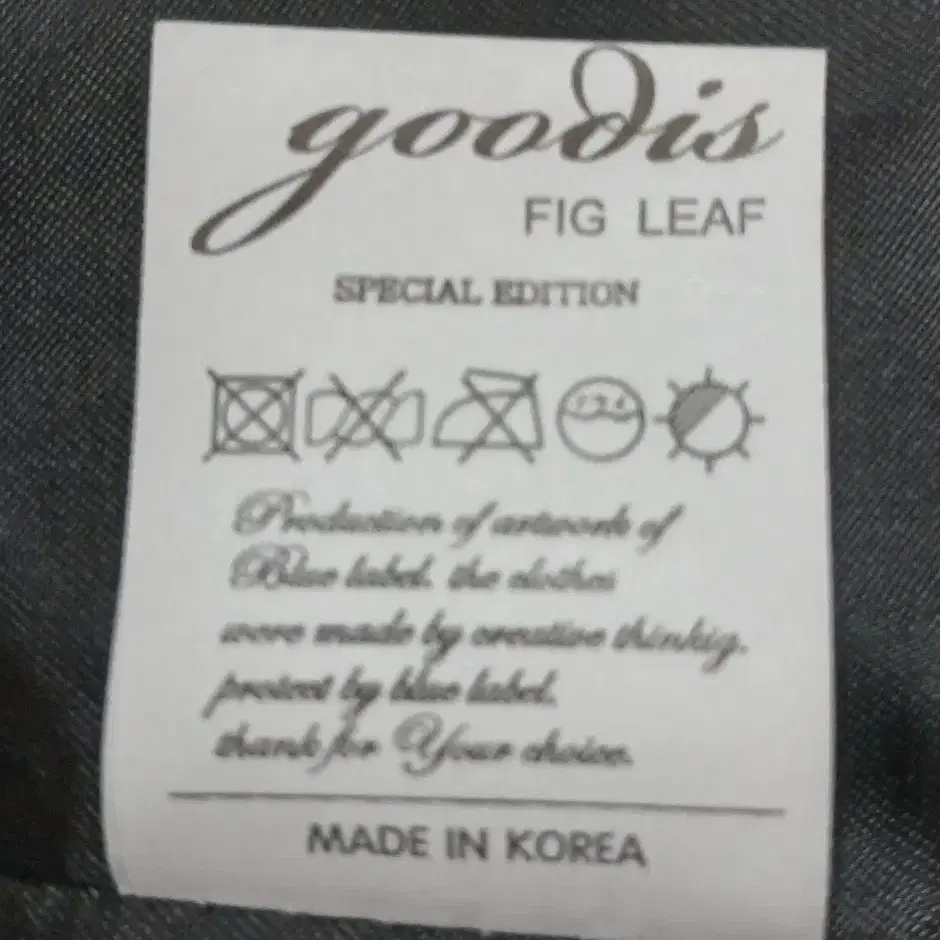 goodis
FIG LEAF
SPECIAL EDITION
Production of artwork of
Blue label. the clothes
were made by creative thinkig.
protect by blue label.
thank for Your choice.
MADE IN KOREA